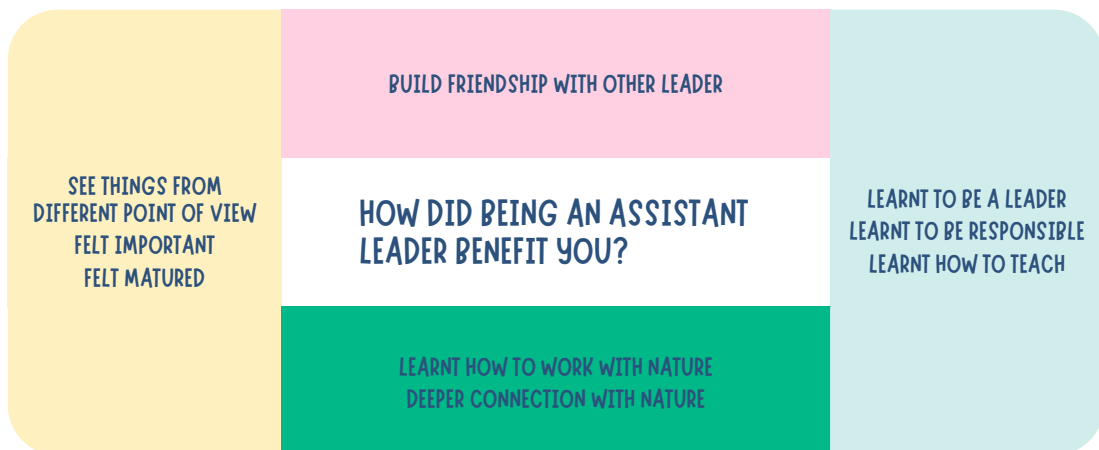 BUILD FRIENDSHIP WITH OTHER LEADER
SEE THINGS FROM
DIFFERENT POINT OF VIEW
FELT IMPORTANT
FELT MATURED
HOW DID BEING AN ASSISTANT
LEADER BENEFIT YOU?
LEARNT TO BE A LEADER
LEARNT TO BE RESPONSIBLE
LEARNT HOW TO TEACH
LEARNT HOW TO WORK WITH NATURE
DEEPER CONNECTION WITH NATURE